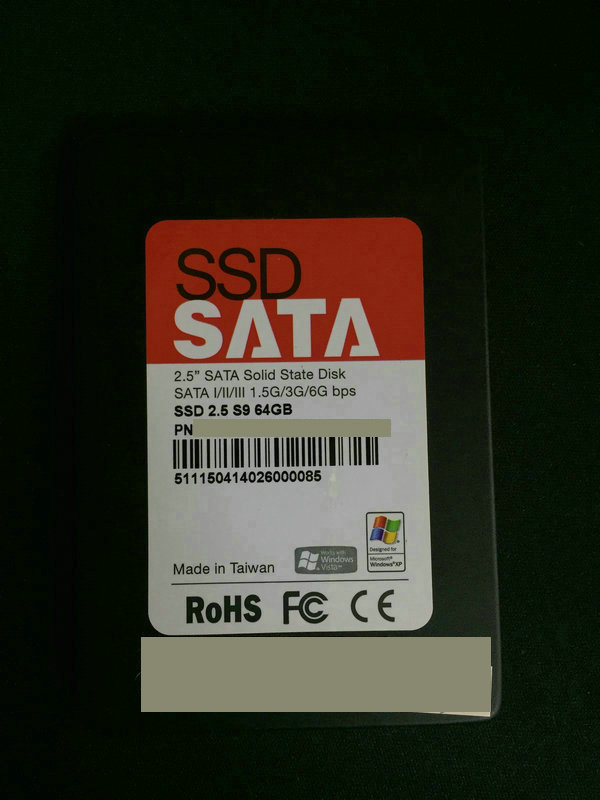 SSD
SATA
2.5” SATA Solid State Disk
SATA I/II/III 1.5G/3G/6G bps
SSD 2.5 S9 64GB
PN
511150414026000085
Made in Taiwan
Works with
Windows
Vista™
Designed for
Microsoft®
Windows®XP
RoHS FC CE